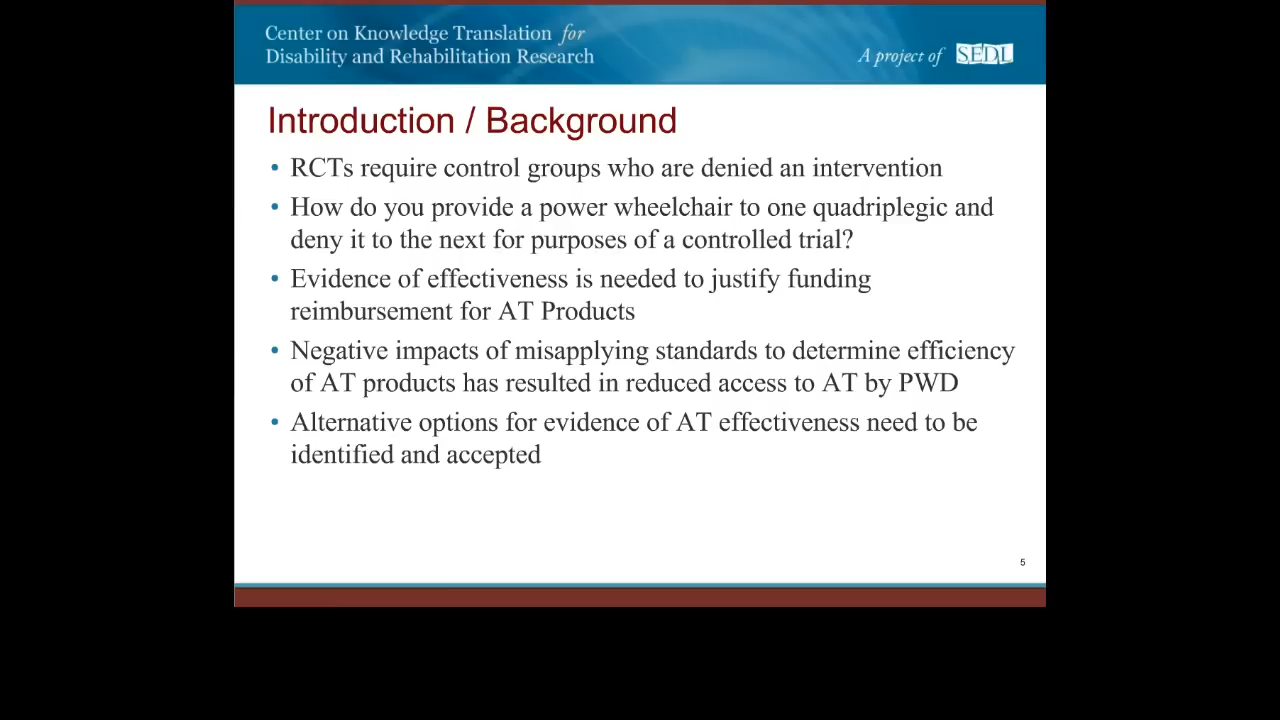 Center on Knowledge Translation for
Disability and Rehabilitation Research
A project of SEDL
Introduction / Background
• RCTs require control groups who are denied an intervention
• How do you provide a power wheelchair to one quadriplegic and
deny it to the next for purposes of a controlled trial?
• Evidence of effectiveness is needed to justify funding
reimbursement for AT Products
• Negative impacts of misapplying standards to determine efficiency
of AT products has resulted in reduced access to AT by PWD
• Alternative options for evidence of AT effectiveness need to be
identified and accepted
5